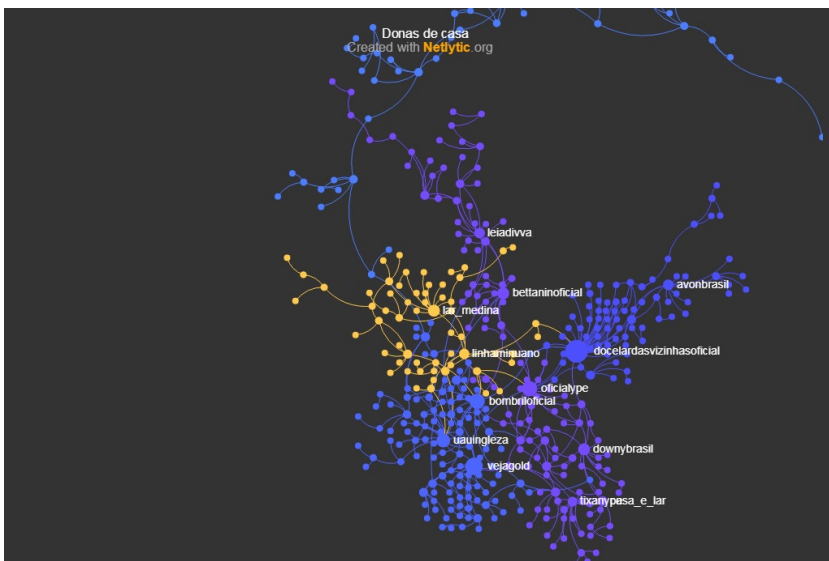 Donas de casa
Created with Netlytic.org
leiadivva
avonbrasil
bettaninoficial
lar_medina
docelardasvizinhasoficial
oficialype
bombriloficial
uauingleza
downybrasil
vejagold